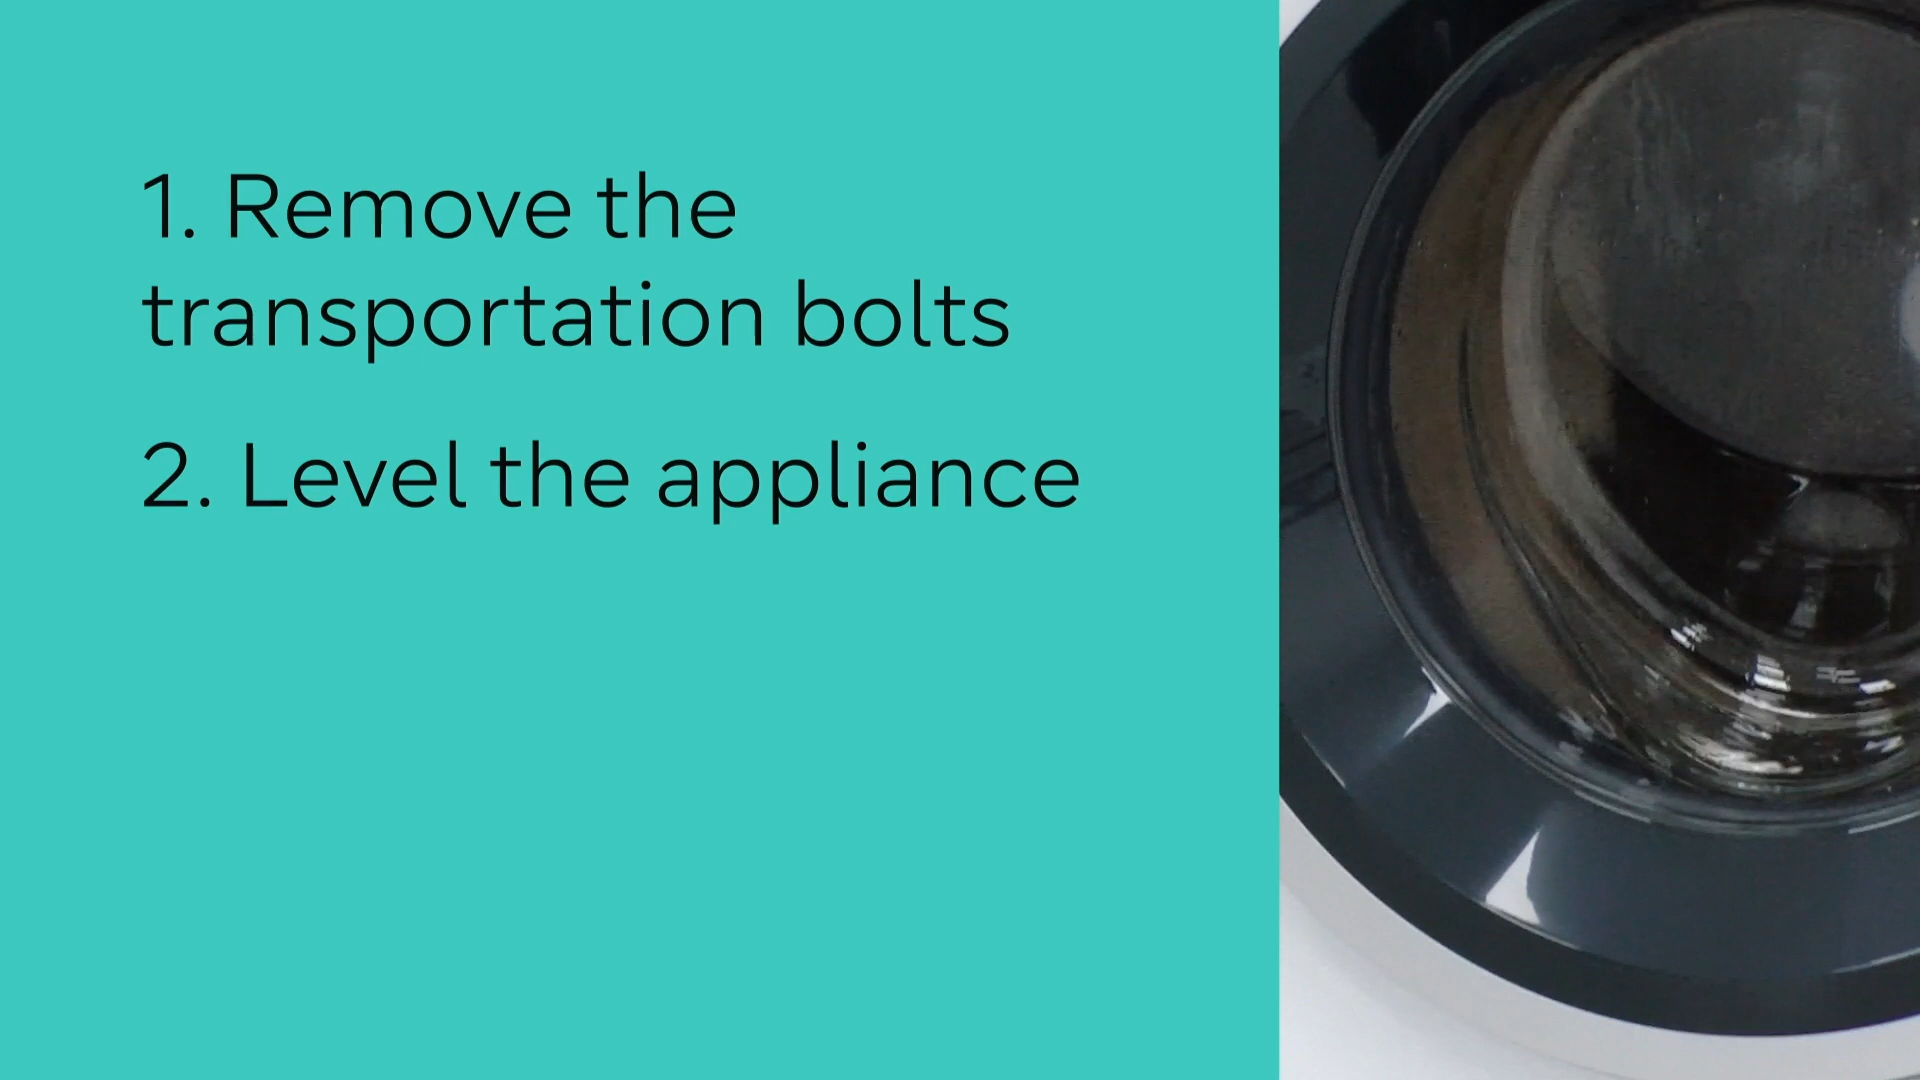 1. Remove the
transportation bolts
2. Level the appliance